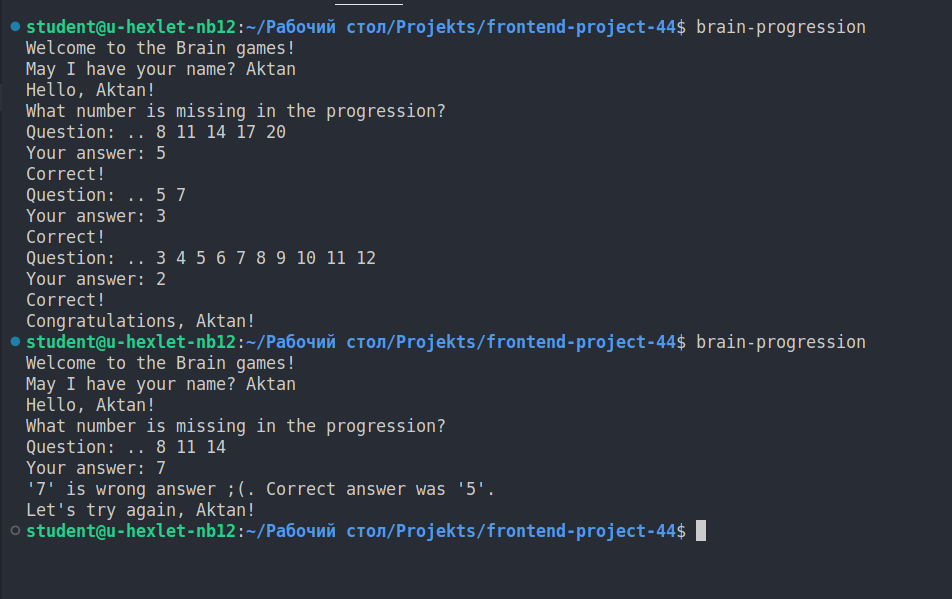 student@u-hexlet-nb12:~/Рабочий стол/Projekts/frontend-project-44$ brain-progression
Welcome to the Brain games!
May I have your name? Aktan
Hello, Aktan!
What number is missing in the progression?
Question: .. 8 11 14 17 20
Your answer: 5
Correct!
Question: .. 5 7
Your answer: 3
Correct!
Question: .. 3 4 5 6 7 8 9 10 11 12
Your answer: 2
Correct!
Congratulations, Aktan!
student@u-hexlet-nb12:~/Рабочий стол/Projekts/frontend-project-44$ brain-progression
Welcome to the Brain games!
May I have your name? Aktan
Hello, Aktan!
What number is missing in the progression?
Question: .. 8 11 14
Your answer: 7
'7' is wrong answer ;(. Correct answer was '5'.
Let's try again, Aktan!
student@u-hexlet-nb12:~/Рабочий стол/Projekts/frontend-project-44$